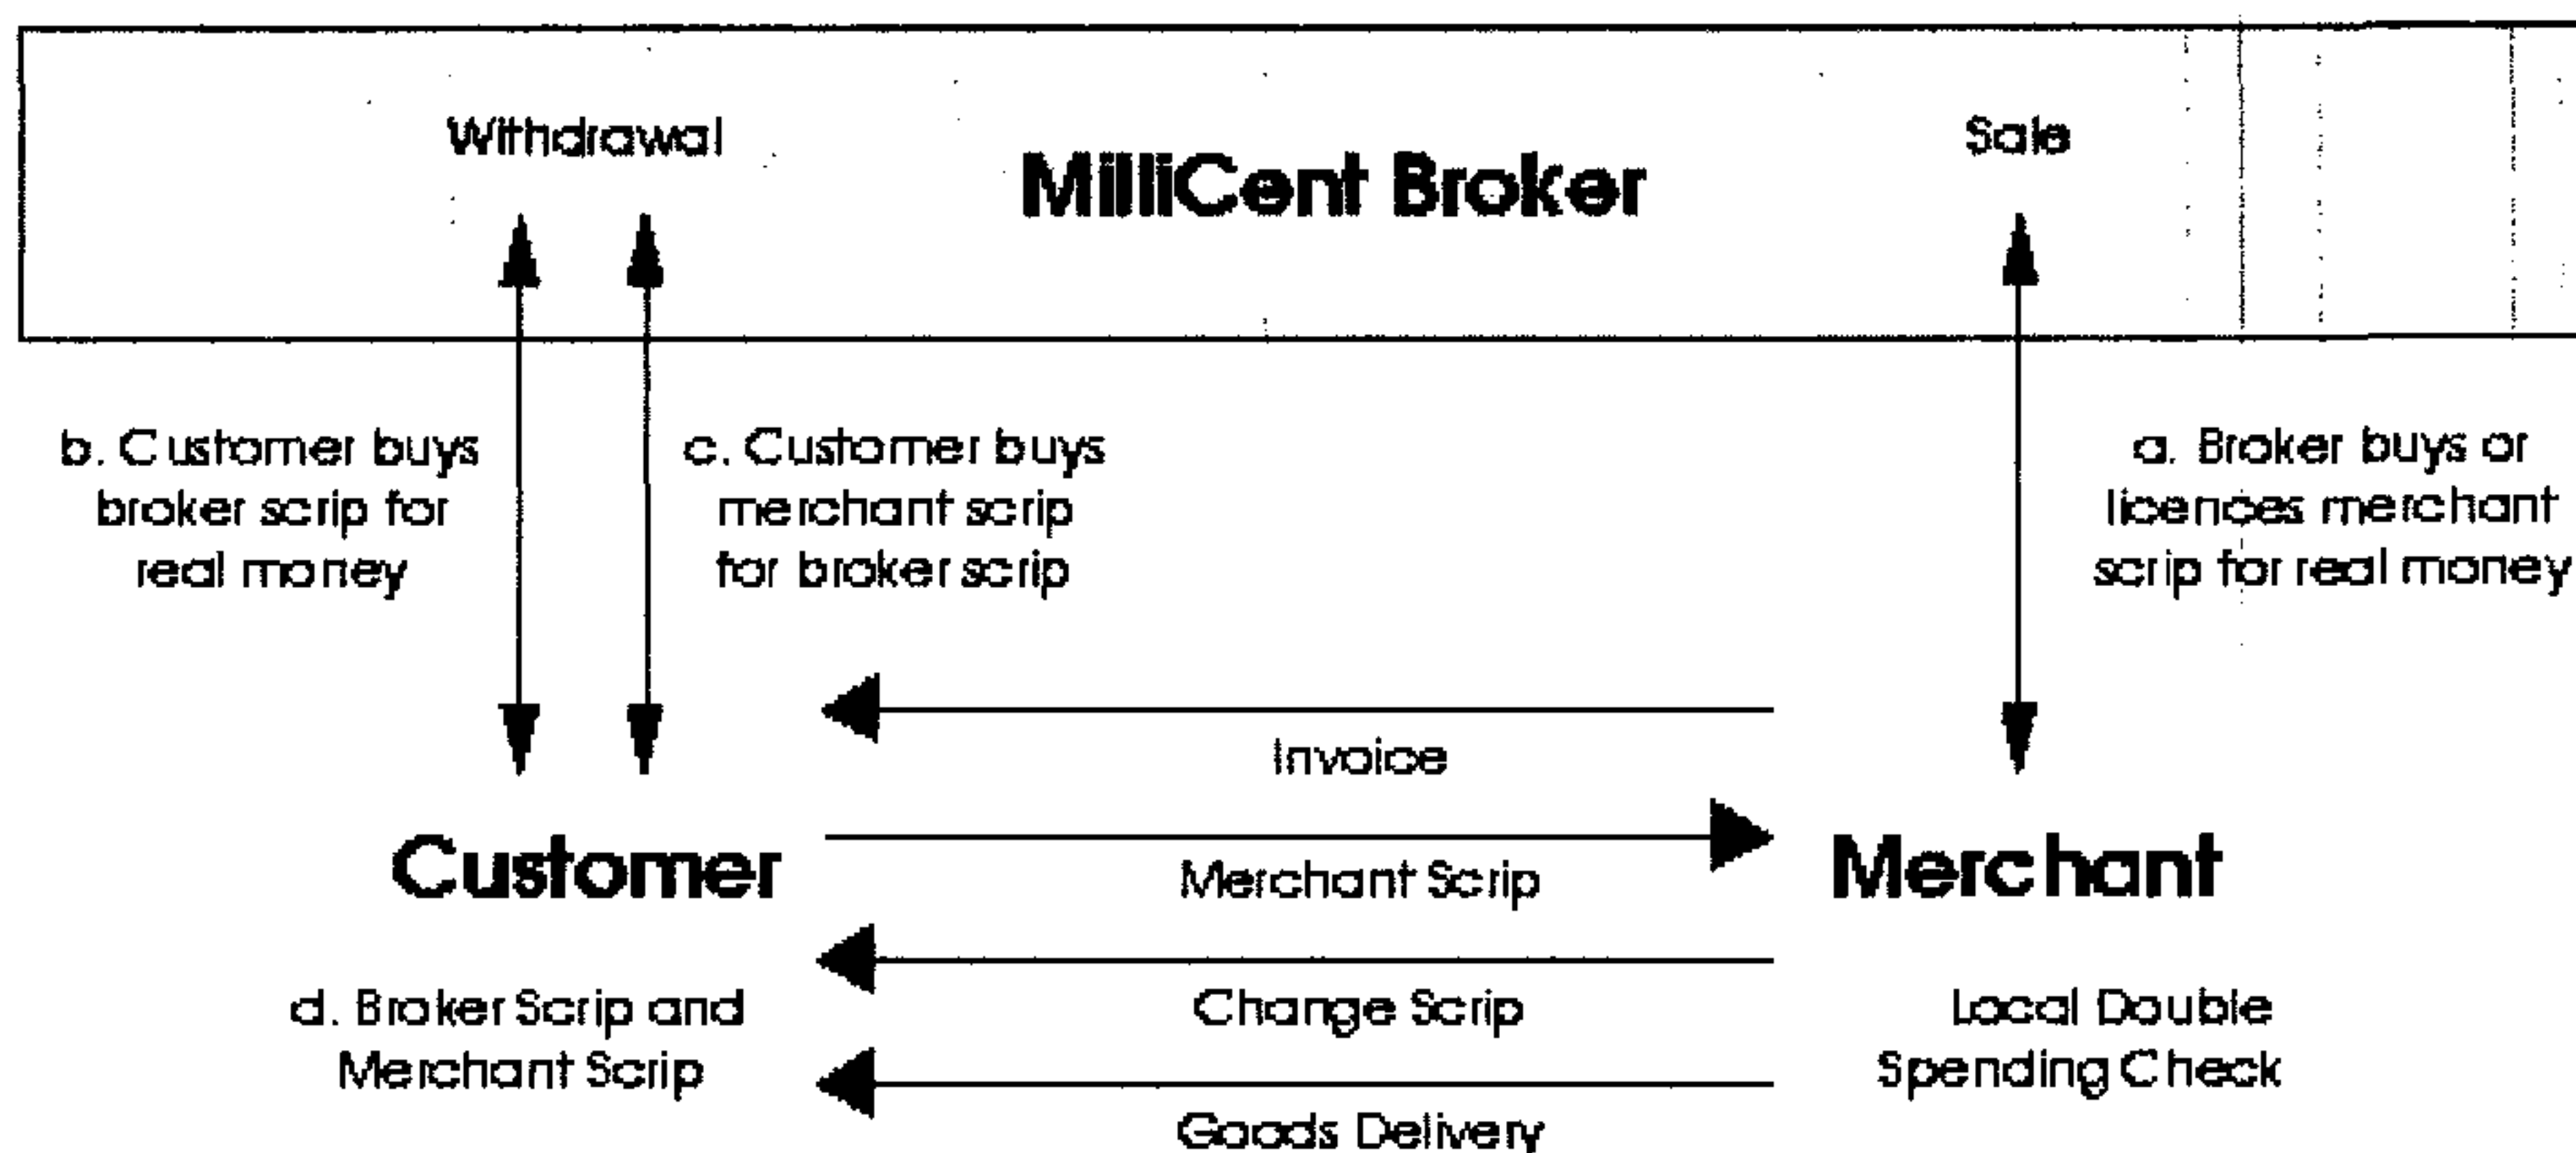 Withdrawal
MilliCent Broker
Sale
b. Customer buys
broker scrip for
real money
c. Customer buys
merchant scrip
for broker scrip
a. Broker buys or
licences merchant
scrip for real money
Invoice
Customer
Merchant Scrip
Merchant
Change Scrip
d. Broker Scrip and
Merchant Scrip
Local Double
Spending Check
Goods Delivery